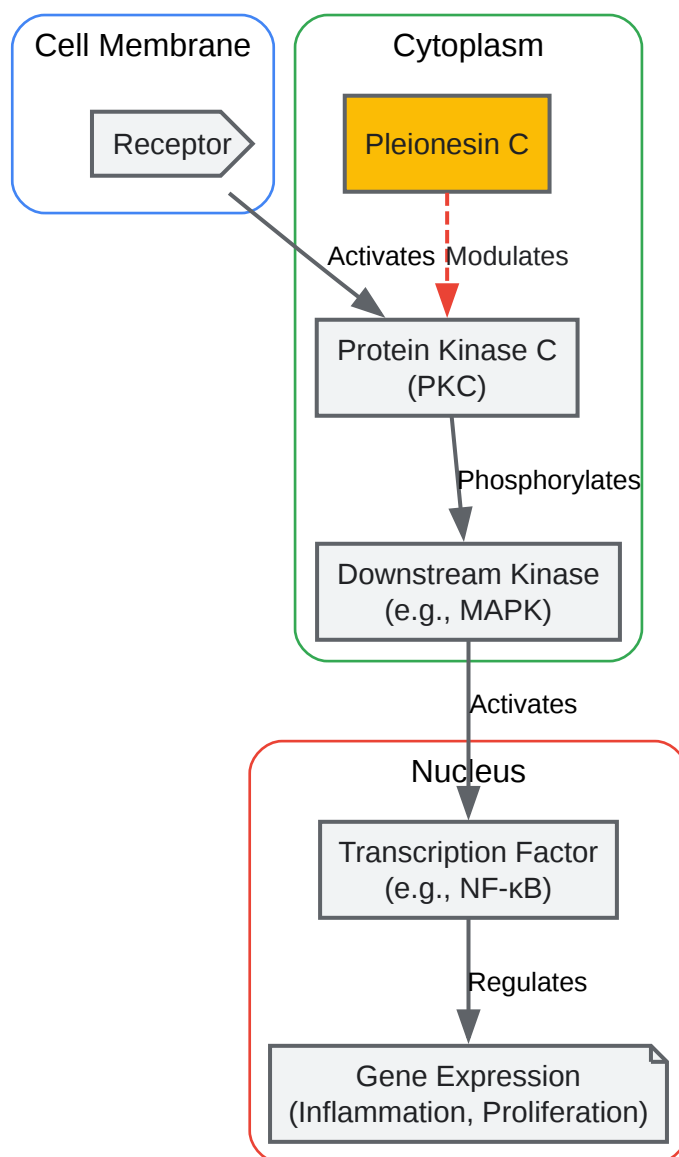 Cell Membrane
Cytoplasm
Receptor
Pleionesin C
Activates
Modulates
Protein Kinase C
(PKC)
Phosphorylates
Downstream Kinase
(e.g., MAPK)
Activates
Nucleus
Transcription Factor
(e.g., NF-κB)
Regulates
Gene Expression
(Inflammation, Proliferation)